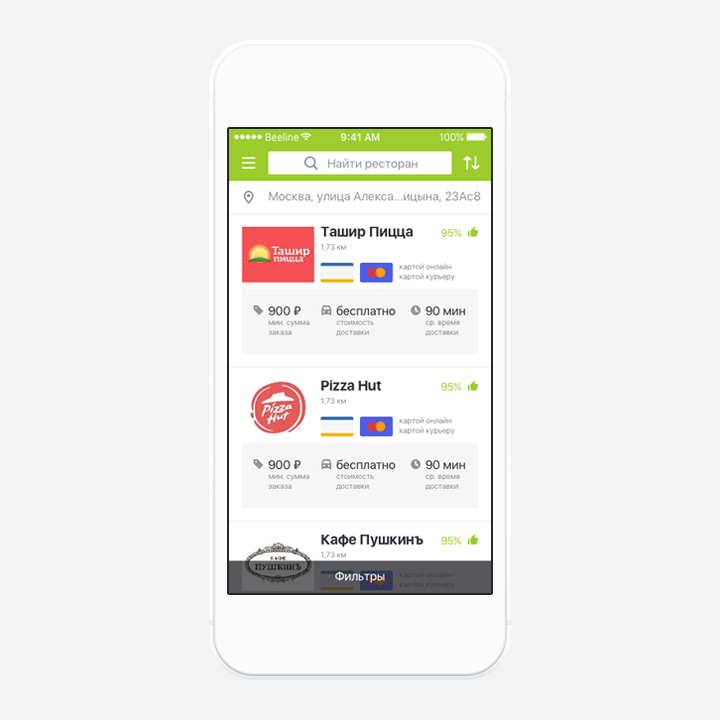 Beeline 9:41 AM 100%
Найти ресторан
Москва, улица Алекса...ицына, 23Ас8
Ташир
пицца
Ташир Пицца 95%
1,73 км
картой онлайн
картой курьеру
900 ₽ бесплатно 90 мин
мин. сумма стоимость ср. время
заказа доставки доставки
Pizza
Hut
Pizza Hut 95%
1,73 км
картой онлайн
картой курьеру
900 ₽ бесплатно 90 мин
мин. сумма стоимость ср. время
заказа доставки доставки
КАФЕ
ПУШКИНЪ
Кафе Пушкинъ 95%
1,73 км
картой онлайн
картой курьеру
Фильтры